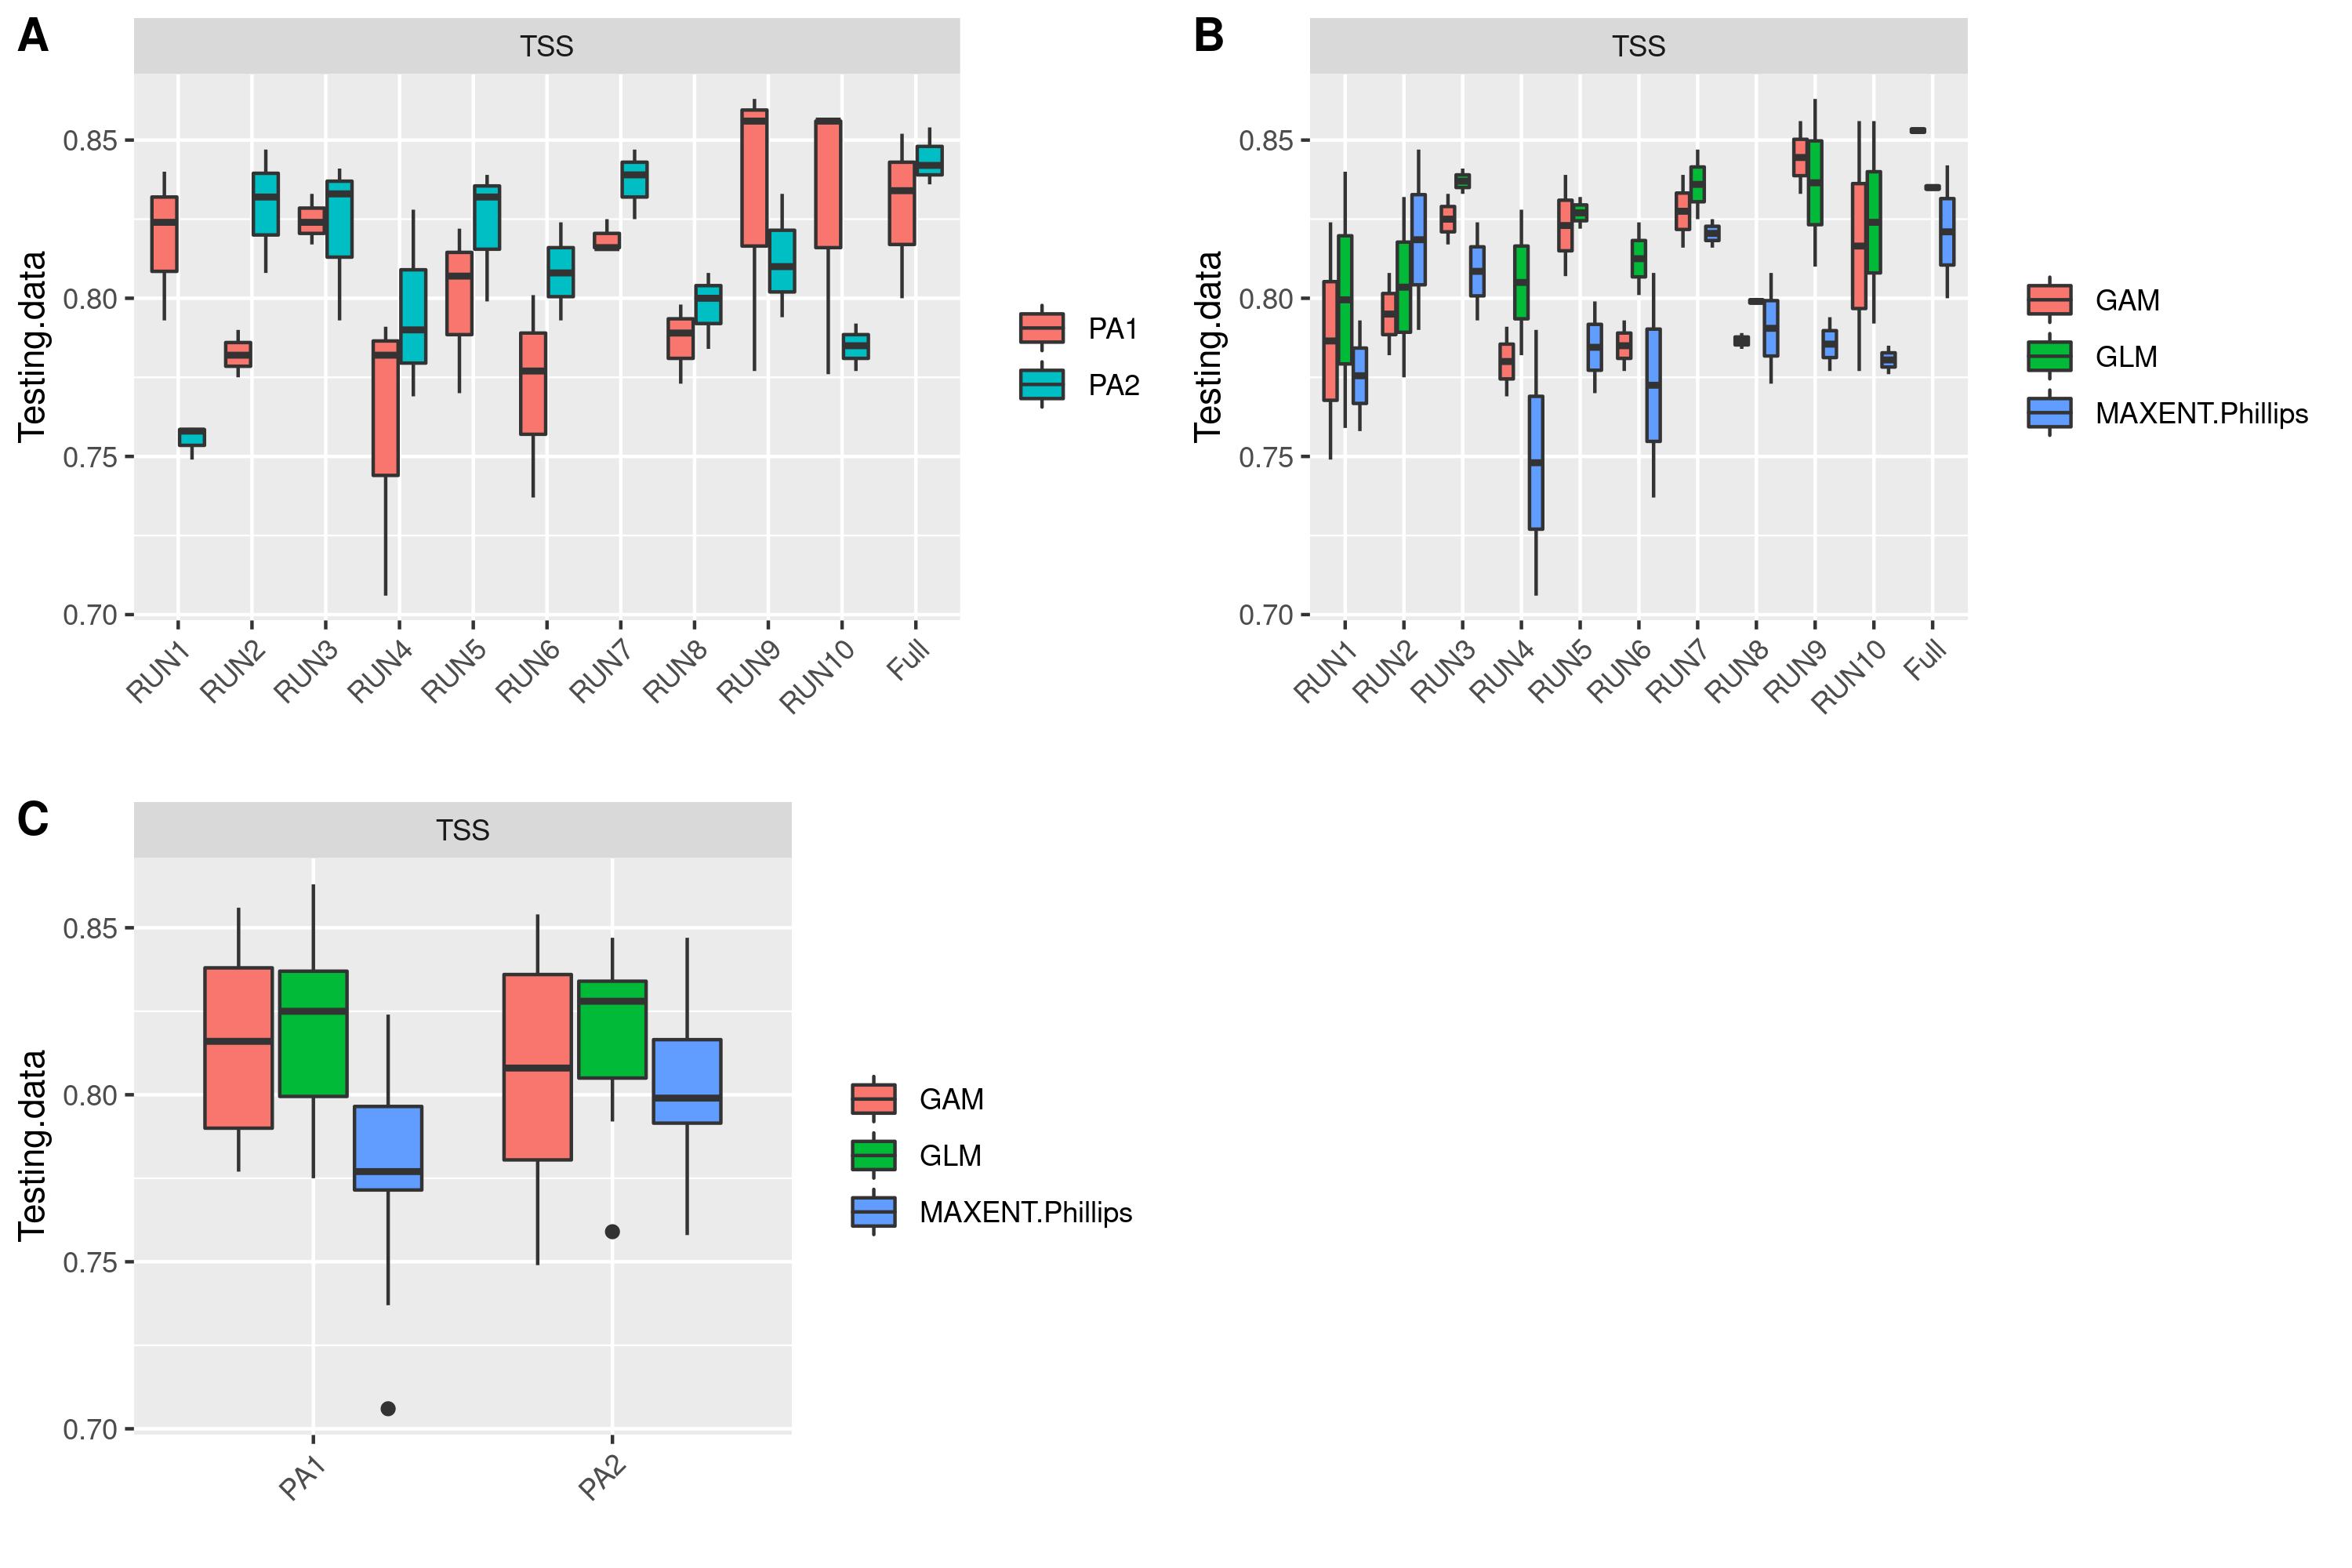 A
TSS
Testing.data
0.85
0.80
0.75
0.70
RUN1
RUN2
RUN3
RUN4
RUN5
RUN6
RUN7
RUN8
RUN9
RUN10
Full
PA1
PA2
B
TSS
Testing.data
0.85
0.80
0.75
0.70
RUN1
RUN2
RUN3
RUN4
RUN5
RUN6
RUN7
RUN8
RUN9
RUN10
Full
GAM
GLM
MAXENT.Phillips
C
TSS
Testing.data
0.85
0.80
0.75
0.70
PA1
PA2
GAM
GLM
MAXENT.Phillips